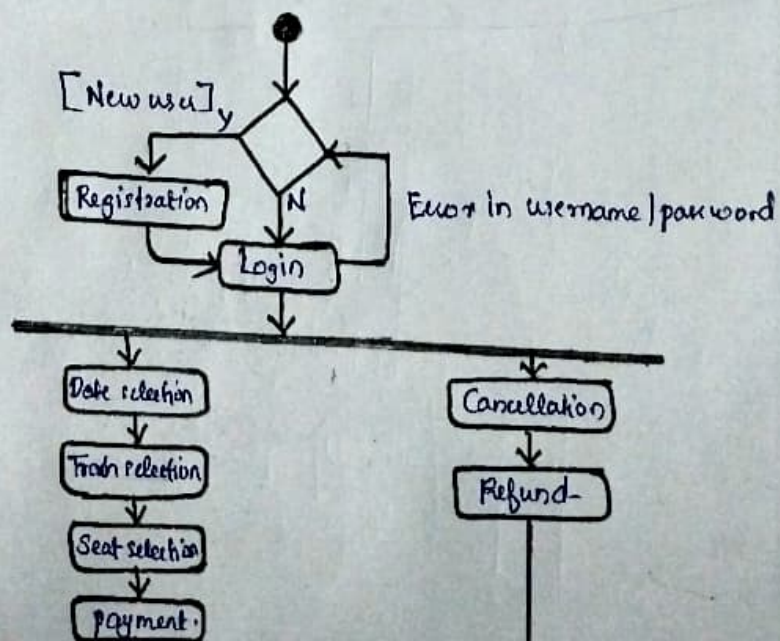 [New user] y
Registration
N
Error in username/password
Login
Date selection
Cancellation
Train selection
Refund
Seat selection
payment.